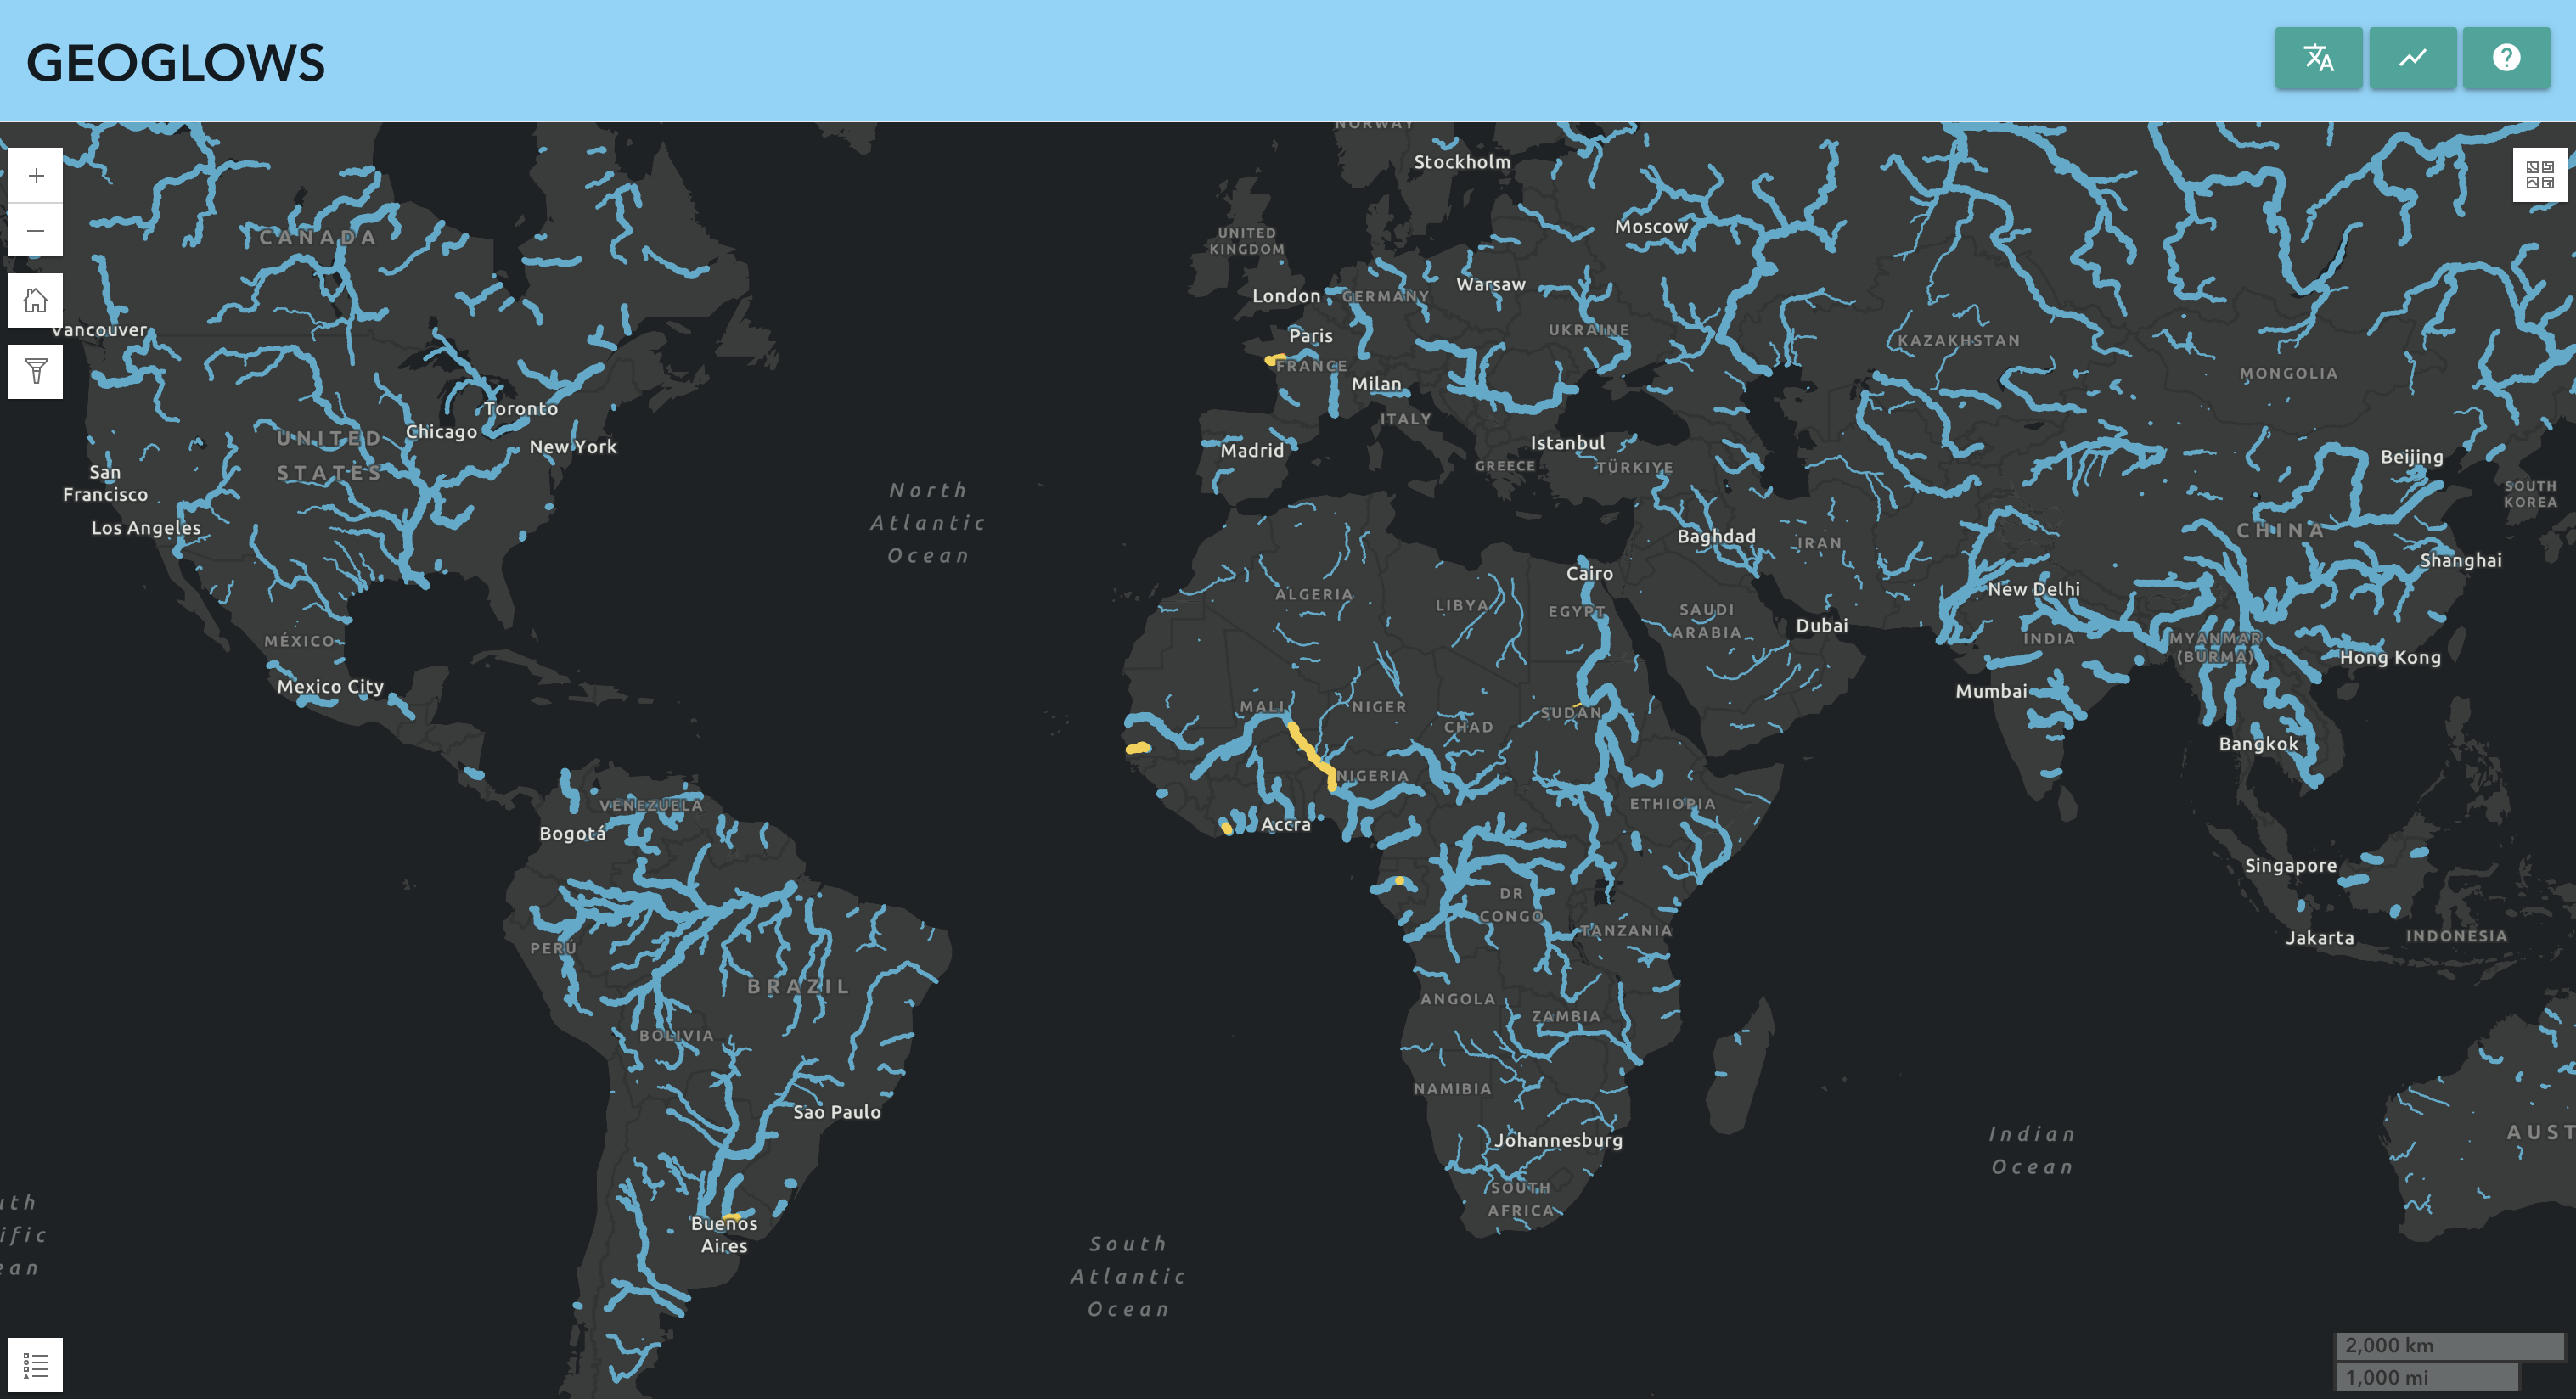 GEOGLOWS
NORWAY
Stockholm
CANADA
Moscow
UNITED
KINGDOM
London
GERMANY
Warsaw
Vancouver
Paris
UKRAINE
FRANCE
KAZAKHSTAN
Milan
MONGOLIA
Toronto
ITALY
Chicago
UNITED
STATES
New York
Madrid
Istanbul
GREECE
TÜRKIYE
Beijing
San
Francisco
North
Atlantic
Ocean
SOUTH
KOREA
Los Angeles
Baghdad
IRAN
CHINA
Shanghai
Cairo
ALGERIA
LIBYA
EGYPT
SAUDI
ARABIA
New Delhi
Dubai
MÉXICO
INDIA
MYANMAR
(BURMA)
Hong Kong
Mexico City
Mumbai
MALI
NIGER
SUDAN
CHAD
Bangkok
NIGERIA
VENEZUELA
ETHIOPIA
Bogotá
Accra
Singapore
DR
CONGO
TANZANIA
Jakarta
INDONESIA
PERÚ
BRAZIL
ANGOLA
ZAMBIA
BOLIVIA
NAMIBIA
Sao Paulo
Johannesburg
Indian
Ocean
AUST
SOUTH
AFRICA
uth
ific
ean
Buenos
Aires
South
Atlantic
Ocean
2,000 km
1,000 mi